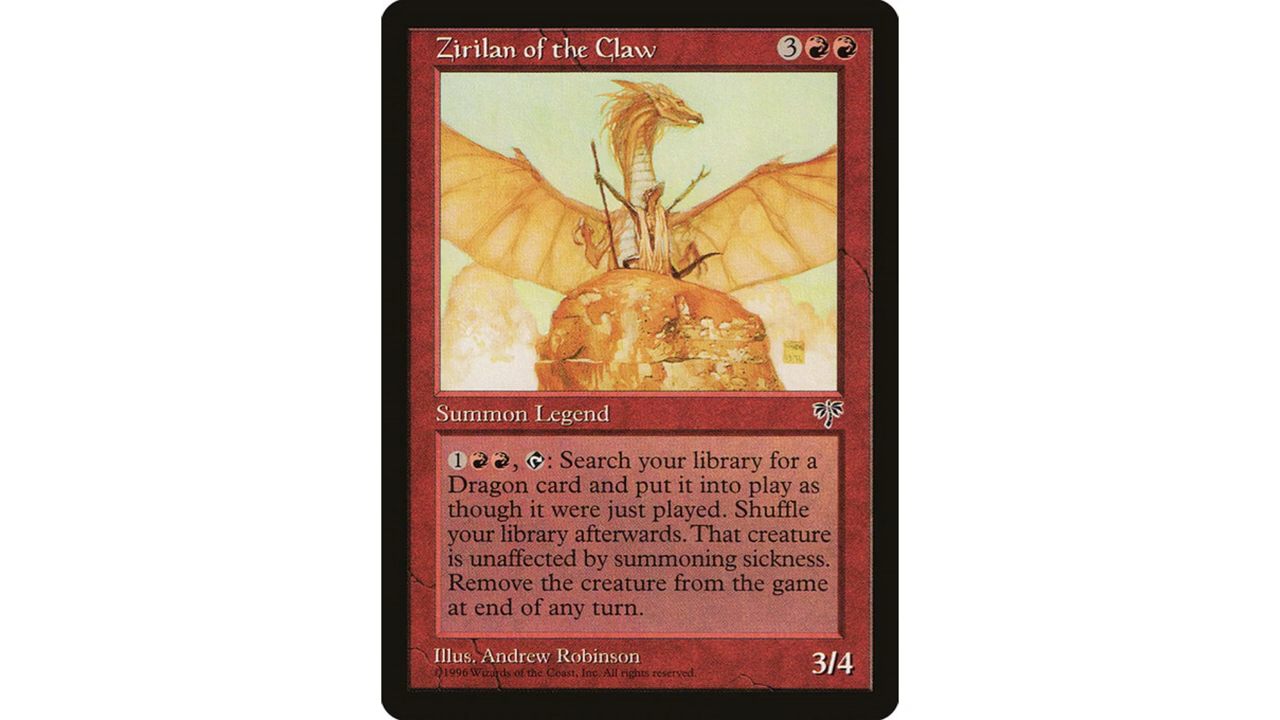 Zirilan of the Claw 3
Summon Legend
1, : Search your library for a
Dragon card and put it into play as
though it were just played. Shuffle
your library afterwards. That creature
is unaffected by summoning sickness.
Remove the creature from the game
at end of any turn.
Illus. Andrew Robinson
©1996 Wizards of the Coast, Inc. All rights reserved.
3/4